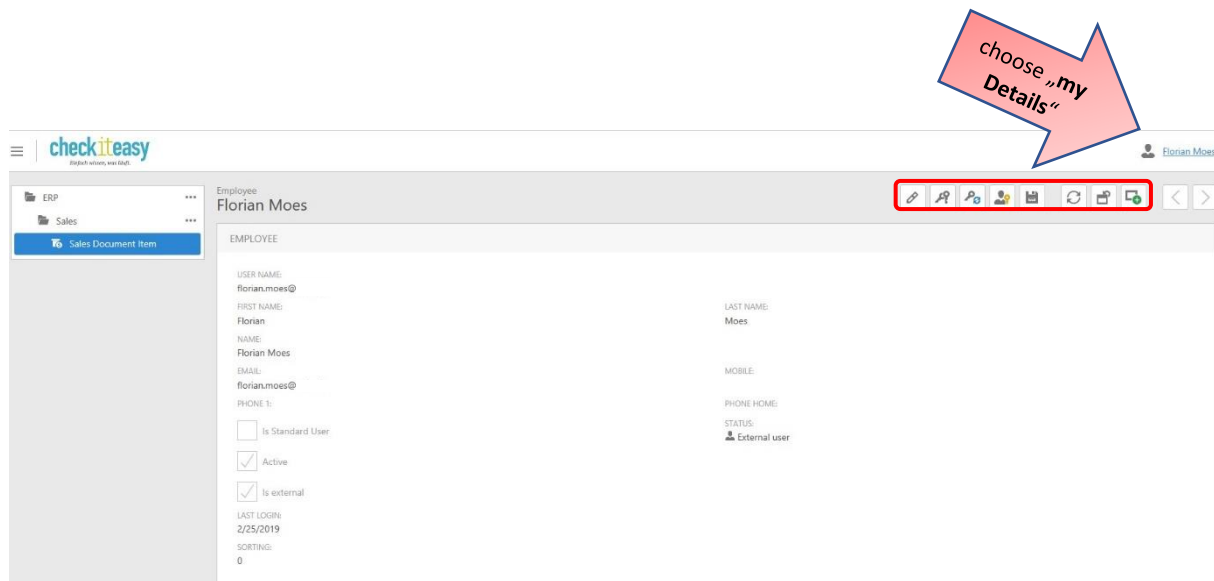 choose „my
Details“
checkiteasy
Einfach wissen, was läuft.
Florian Moes
ERP
Sales
Sales Document Item
Employee
Florian Moes
EMPLOYEE
USER NAME:
florian.moes@
FIRST NAME:
Florian
LAST NAME:
Moes
NAME:
Florian Moes
EMAIL:
florian.moes@
MOBILE:
PHONE 1:
PHONE HOME:
Is Standard User
STATUS:
External user
Active
Is external
LAST LOGIN:
2/25/2019
SORTING:
0